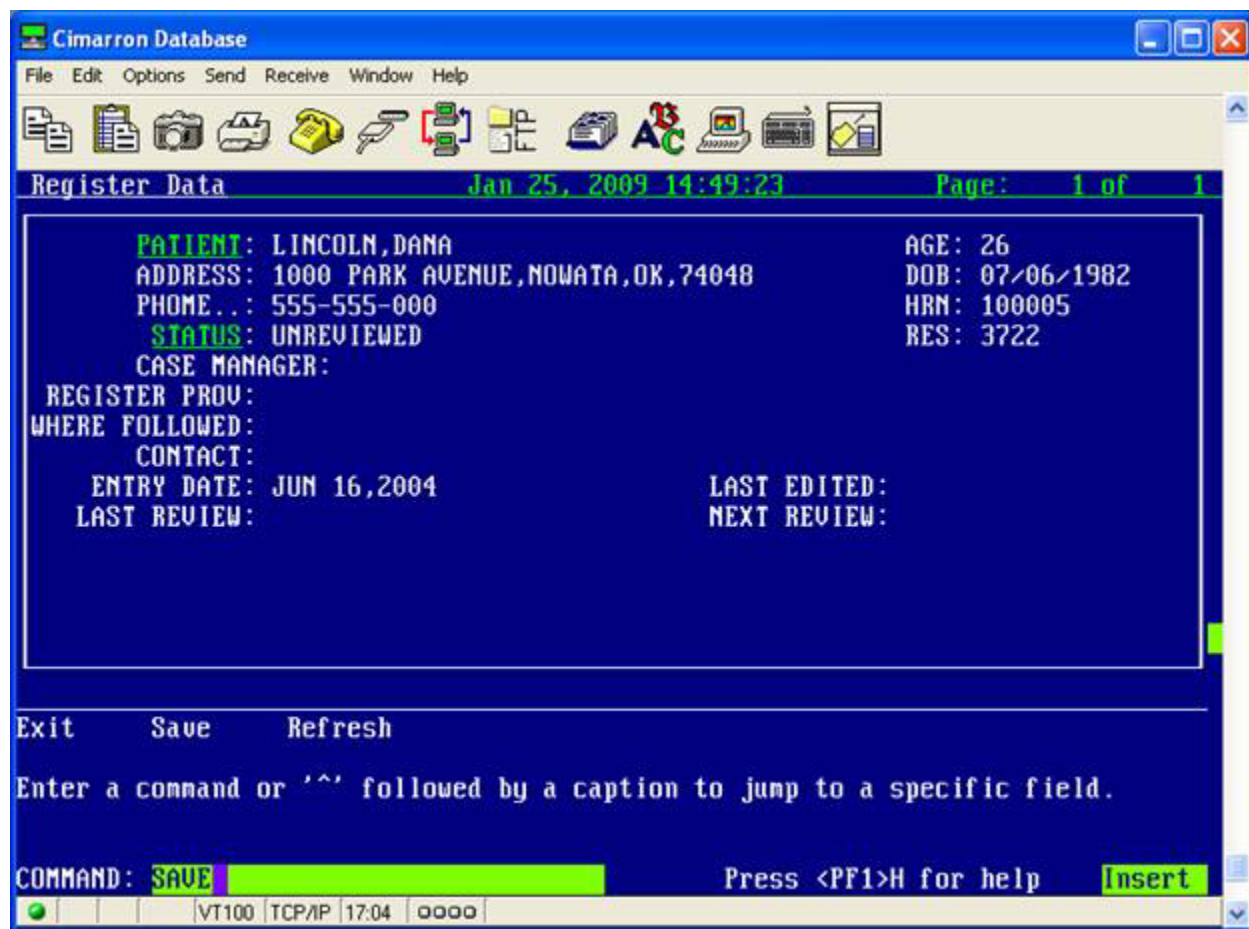 Cimarron Database
File Edit Options Send Receive Window Help
FTP
ABC
Register Data Jan 25, 2009 14:49:23 Page: 1 of 1
PATIENT: LINCOLN,DANA AGE: 26
ADDRESS: 1000 PARK AVENUE,NOWATA,OK,74048 DOB: 07/06/1982
PHOME..: 555-555-000 HRN: 100005
STATUS: UNREVIEWED RES: 3722
CASE MANAGER:
REGISTER PROV:
WHERE FOLLOWED:
CONTACT:
ENTRY DATE: JUN 16,2004 LAST EDITED:
LAST REVIEW: NEXT REVIEW:
Exit Save Refresh
Enter a command or '^' followed by a caption to jump to a specific field.
COMMAND: SAVE Press <PF1>H for help Insert
VT100 TCP/IP 17:04